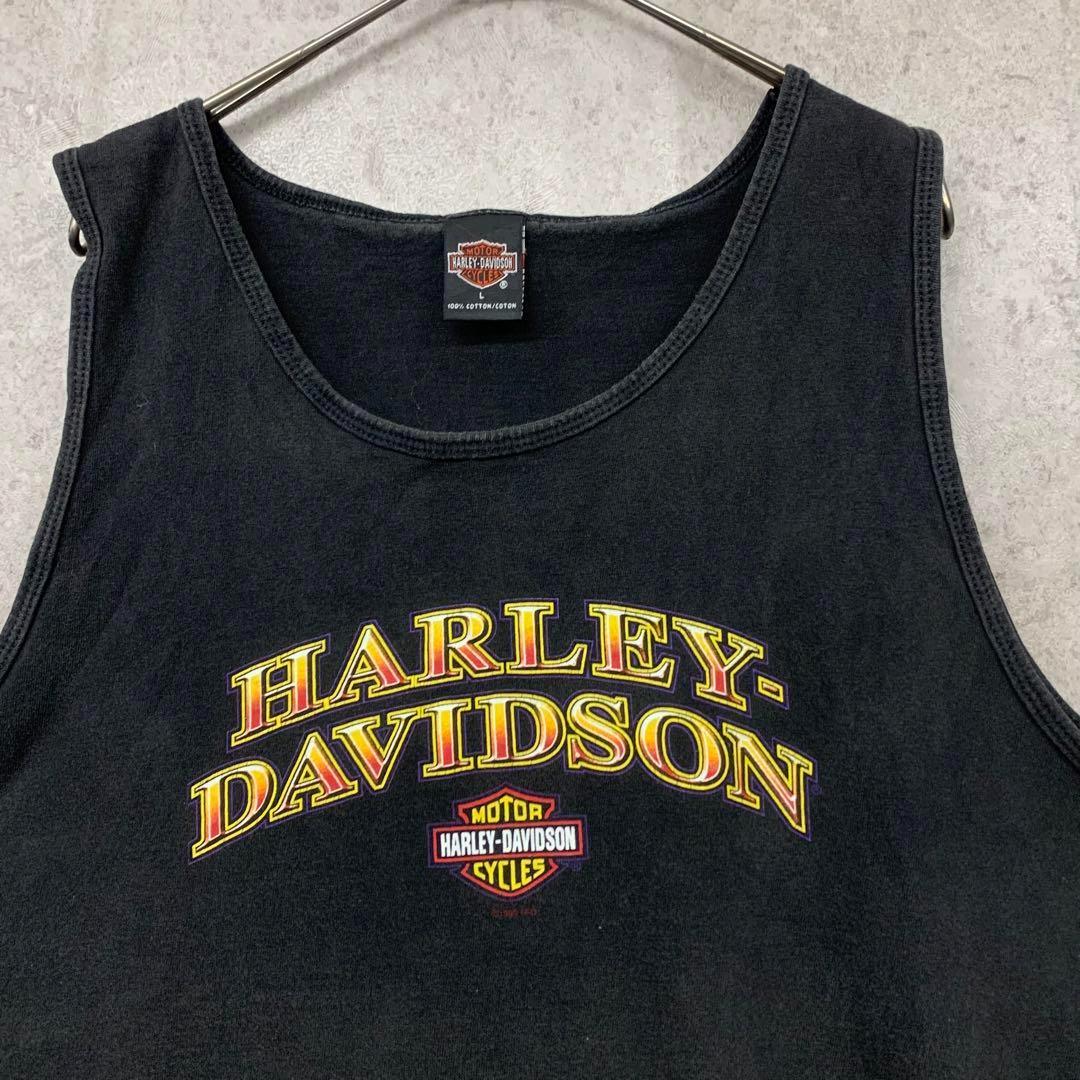 MOTOR
HARLEY-DAVIDSON
CYCLES
®
L
100% COTTON/COTON
HARLEY-
DAVIDSON
MOTOR
HARLEY-DAVIDSON
CYCLES